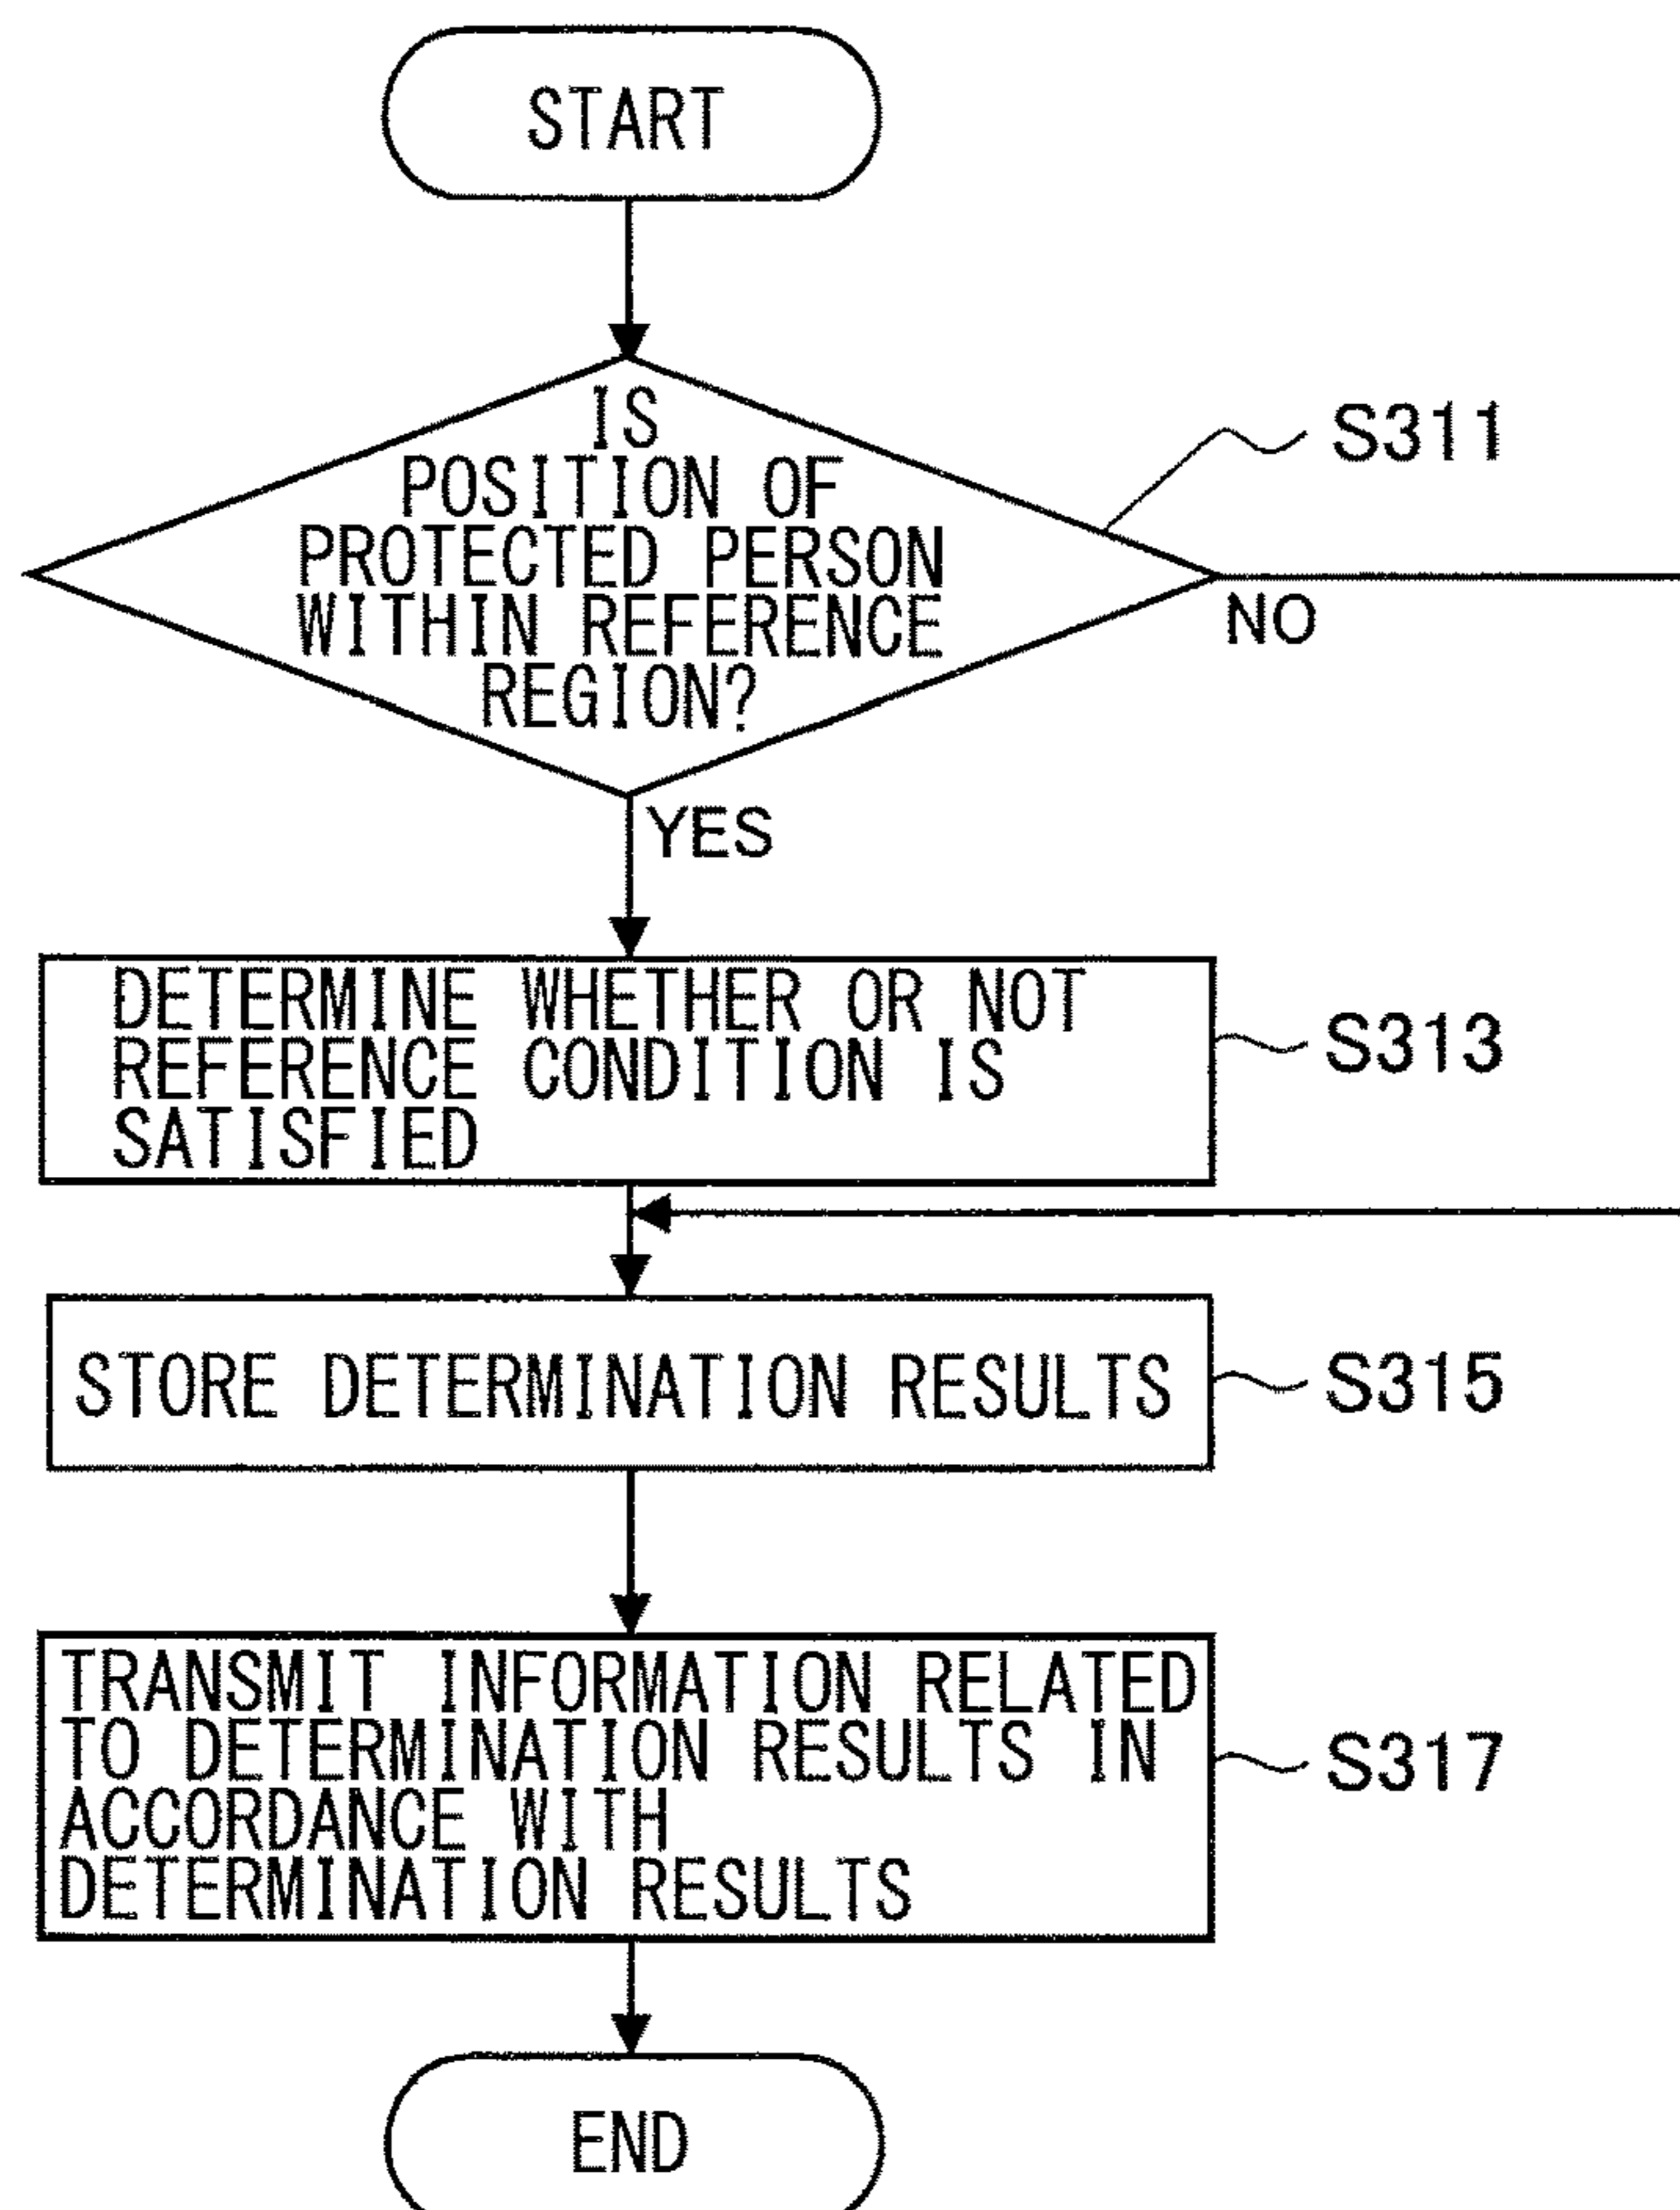 START
IS
POSITION OF
PROTECTED PERSON
WITHIN REFERENCE
REGION?
S311
NO
YES
DETERMINE WHETHER OR NOT
REFERENCE CONDITION IS
SATISFIED
S313
STORE DETERMINATION RESULTS
S315
TRANSMIT INFORMATION RELATED
TO DETERMINATION RESULTS IN
ACCORDANCE WITH
DETERMINATION RESULTS
S317
END